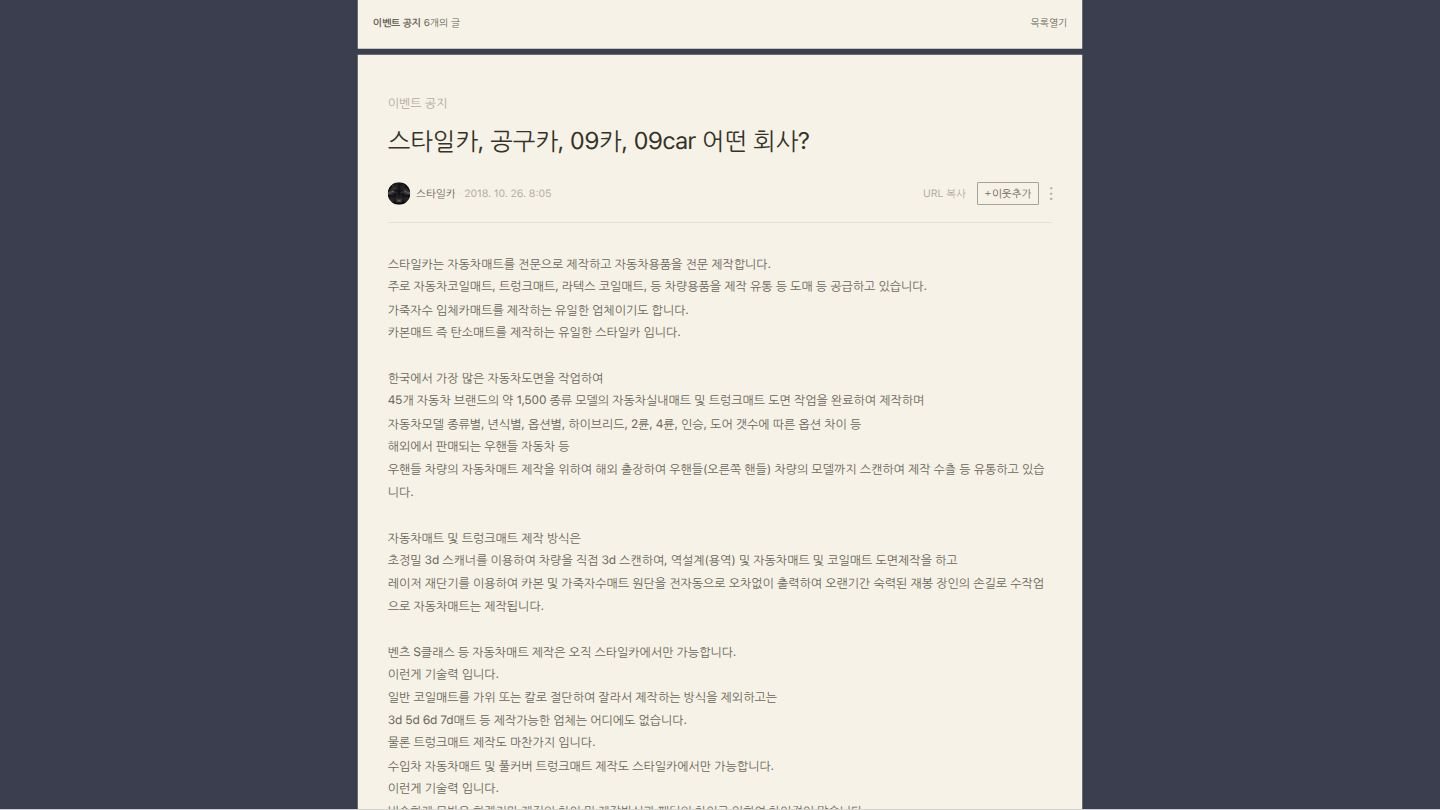 이벤트 공지 6개의 글
목록열기
이벤트 공지
스타일카, 공구카, 09카, 09car 어떤 회사?
스타일카 2018. 10. 26. 8:05
URL 복사 +이웃추가
스타일카는 자동차매트를 전문으로 제작하고 자동차용품을 전문 제작합니다.
주로 자동차코일매트, 트렁크매트, 라텍스 코일매트, 등 차량용품을 제작 유통 등 도매 등 공급하고 있습니다.
가죽자수 입체카매트를 제작하는 유일한 업체이기도 합니다.
카본매트 즉 탄소매트를 제작하는 유일한 스타일카 입니다.
한국에서 가장 많은 자동차도면을 작업하여
45개 자동차 브랜드의 약 1,500 종류 모델의 자동차실내매트 및 트렁크매트 도면 작업을 완료하여 제작하며
자동차모델 종류별, 년식별, 옵션별, 하이브리드, 2륜, 4륜, 인승, 도어 갯수에 따른 옵션 차이 등
해외에서 판매되는 우핸들 자동차 등
우핸들 차량의 자동차매트 제작을 위하여 해외 출장하여 우핸들(오른쪽 핸들) 차량의 모델까지 스캔하여 제작 수출 등 유통하고 있습
니다.
자동차매트 및 트렁크매트 제작 방식은
초정밀 3d 스캐너를 이용하여 차량을 직접 3d 스캔하여, 역설계(용역) 및 자동차매트 및 코일매트 도면제작을 하고
레이저 재단기를 이용하여 카본 및 가죽자수매트 원단을 전자동으로 오차없이 출력하여 오랜기간 숙력된 재봉 장인의 손길로 수작업
으로 자동차매트는 제작됩니다.
벤츠 S클래스 등 자동차매트 제작은 오직 스타일카에서만 가능합니다.
이런게 기술력 입니다.
일반 코일매트를 가위 또는 칼로 절단하여 잘라서 제작하는 방식을 제외하고는
3d 5d 6d 7d매트 등 제작가능한 업체는 어디에도 없습니다.
물론 트렁크매트 제작도 마찬가지 입니다.
수입차 자동차매트 및 풀커버 트렁크매트 제작도 스타일카에서만 가능합니다.
이런게 기술력 입니다.